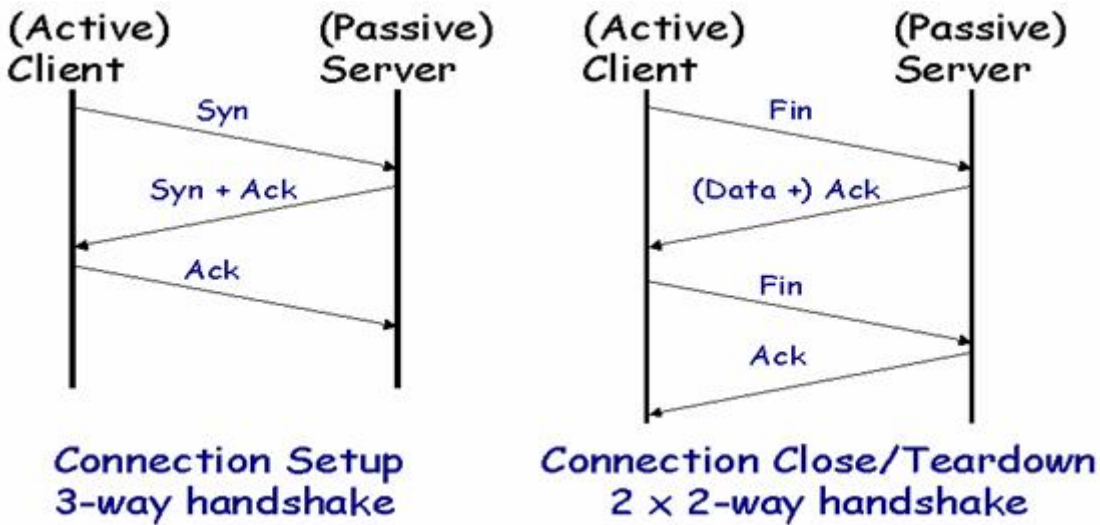 (Active)
Client
(Passive)
Server
Syn
Syn + Ack
Ack
Connection Setup
3-way handshake
(Active)
Client
(Passive)
Server
Fin
(Data +) Ack
Fin
Ack
Connection Close/Teardown
2 x 2-way handshake